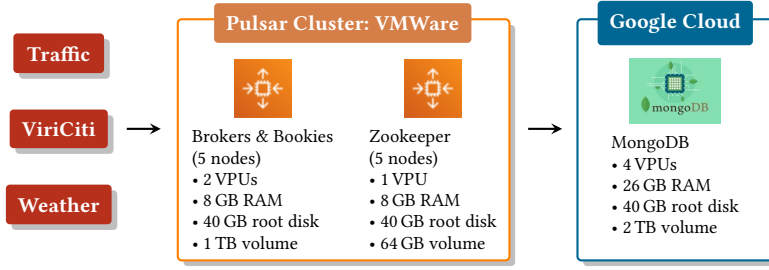 Traffic
ViriCiti
Weather
Pulsar Cluster: VMWare
Brokers & Bookies
(5 nodes)
• 2 VPUs
• 8 GB RAM
• 40 GB root disk
• 1 TB volume
Zookeeper
(5 nodes)
• 1 VPU
• 8 GB RAM
• 40 GB root disk
• 64 GB volume
Google Cloud
mongoDB
MongoDB
• 4 VPUs
• 26 GB RAM
• 40 GB root disk
• 2 TB volume